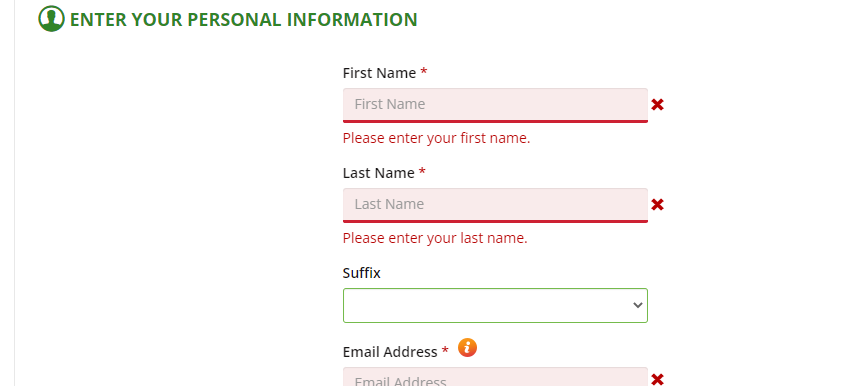 ENTER YOUR PERSONAL INFORMATION
First Name *
First Name
Please enter your first name.
Last Name *
Last Name
Please enter your last name.
Suffix
Email Address *
Email Address